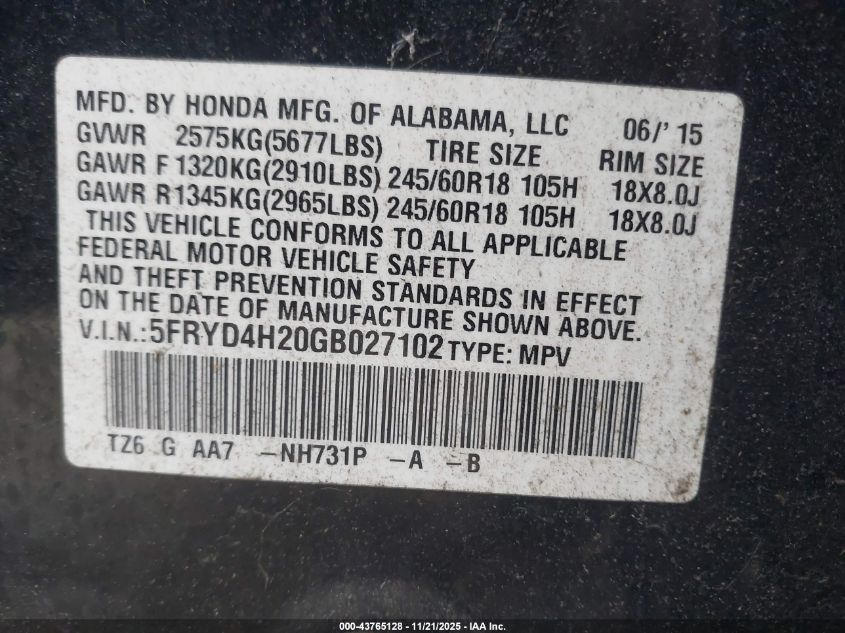 MFD. BY HONDA MFG. OF ALABAMA, LLC 06/'15
GVWR 2575KG(5677LBS) TIRE SIZE RIM SIZE
GAWR F 1320KG(2910LBS) 245/60R18 105H 18X8.0J
GAWR R1345KG(2965LBS) 245/60R18 105H 18X8.0J
THIS VEHICLE CONFORMS TO ALL APPLICABLE
FEDERAL MOTOR VEHICLE SAFETY
AND THEFT PREVENTION STANDARDS IN EFFECT
ON THE DATE OF MANUFACTURE SHOWN ABOVE.
V.I.N.:5FRYD4H20GB027102 TYPE: MPV
TZ6 G AA7 -NH731P -A -B
000-43765128 - 11/21/2025 - IAA Inc.